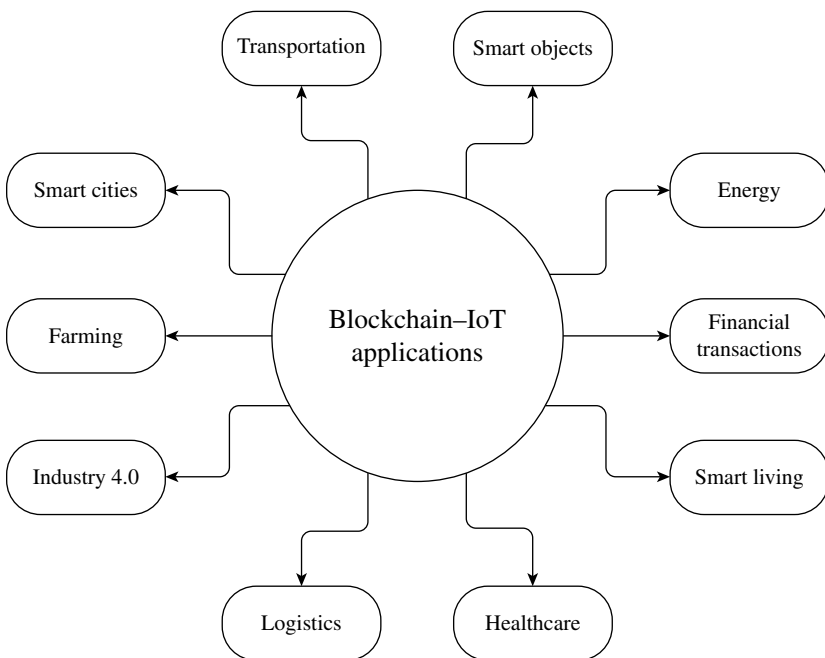 Transportation
Smart objects
Smart cities
Energy
Blockchain–IoT
applications
Farming
Financial
transactions
Industry 4.0
Smart living
Logistics
Healthcare